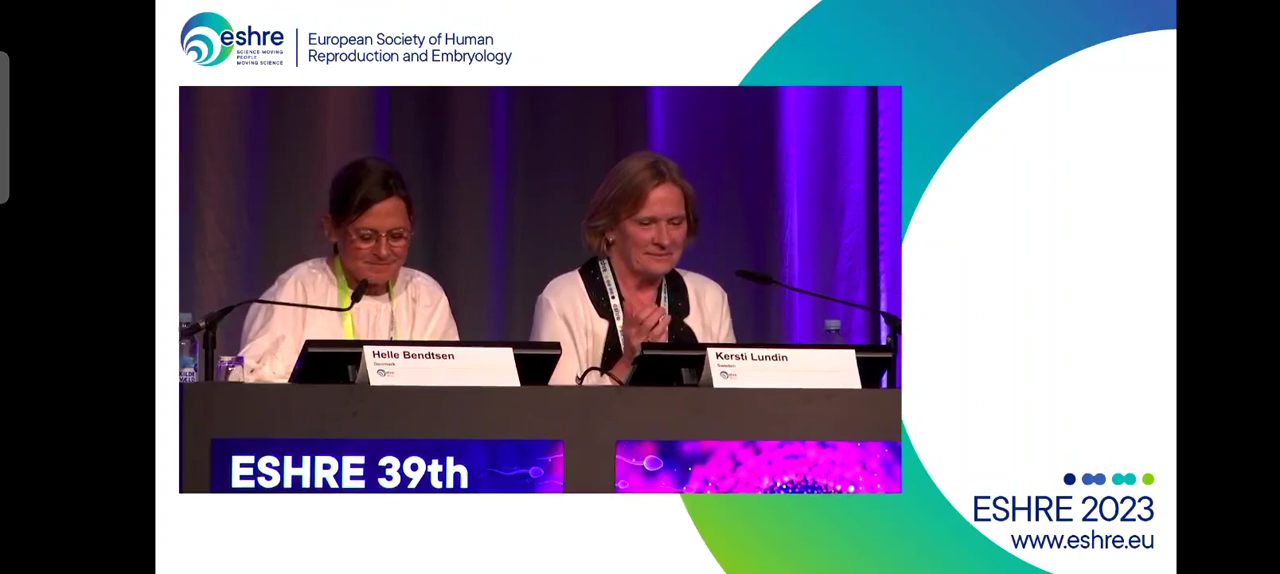 eshre
SCIENCE MOVING
PEOPLE
MOVING SCIENCE
European Society of Human
Reproduction and Embryology
Helle Bendtsen
Denmark
Kersti Lundin
Sweden
ESHRE 39th
ESHRE 2023
www.eshre.eu